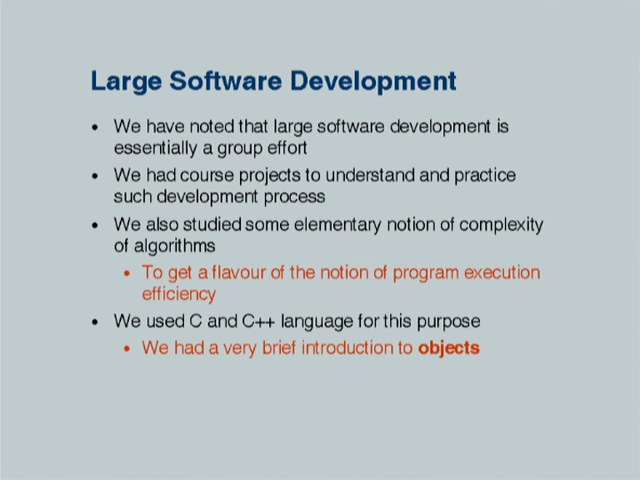 Large Software Development
• We have noted that large software development is
essentially a group effort
• We had course projects to understand and practice
such development process
• We also studied some elementary notion of complexity
of algorithms
• To get a flavour of the notion of program execution
efficiency
• We used C and C++ language for this purpose
• We had a very brief introduction to objects